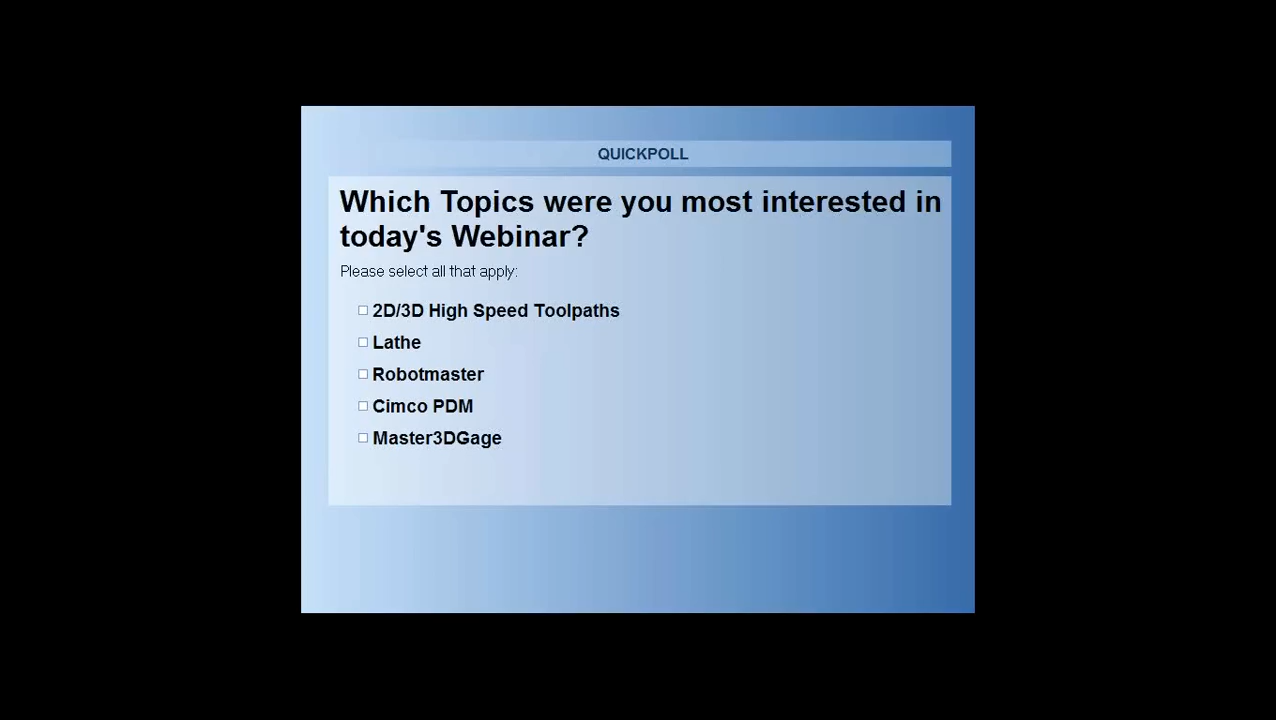 QUICKPOLL
Which Topics were you most interested in
today's Webinar?
Please select all that apply:
2D/3D High Speed Toolpaths
Lathe
Robotmaster
Cimco PDM
Master3DGage